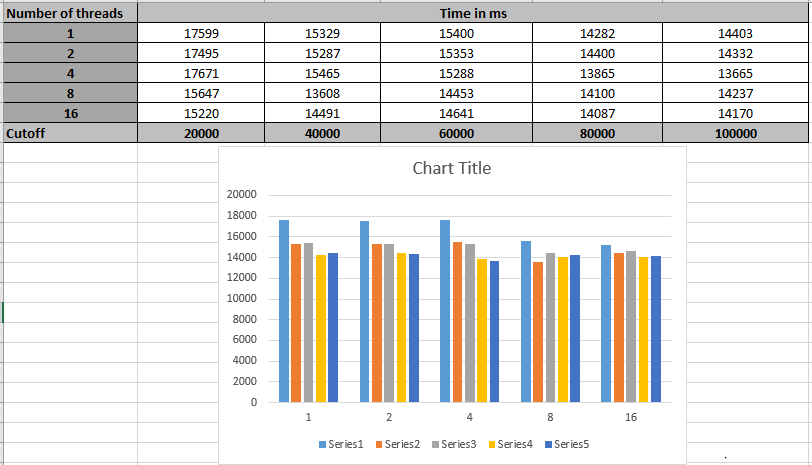 Number of threads Time in ms
1 17599 15329 15400 14282 14403
2 17495 15287 15353 14400 14332
4 17671 15465 15288 13865 13665
8 15647 13608 14453 14100 14237
16 15220 14491 14641 14087 14170
Cutoff 20000 40000 60000 80000 100000
Chart Title
20000
18000
16000
14000
12000
10000
8000
6000
4000
2000
0
1 2 4 8 16
Series1 Series2 Series3 Series4 Series5